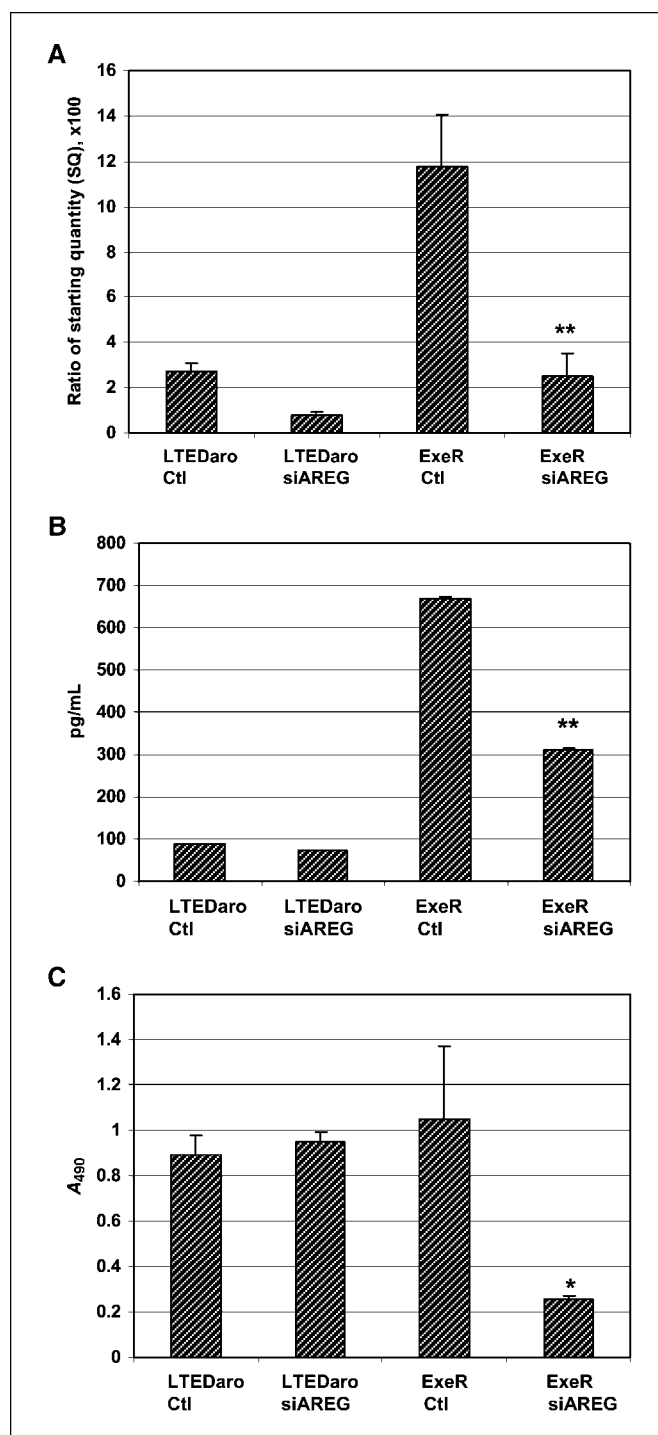 A
Ratio of starting quantity (SQ), x100
16
14
12
10
8
6
4
2
0
**
LTEDaro Ctl
LTEDaro siAREG
ExeR Ctl
ExeR siAREG
B
pg/mL
800
700
600
500
400
300
200
100
0
**
LTEDaro Ctl
LTEDaro siAREG
ExeR Ctl
ExeR siAREG
C
A490
1.6
1.4
1.2
1
0.8
0.6
0.4
0.2
0
*
LTEDaro Ctl
LTEDaro siAREG
ExeR Ctl
ExeR siAREG